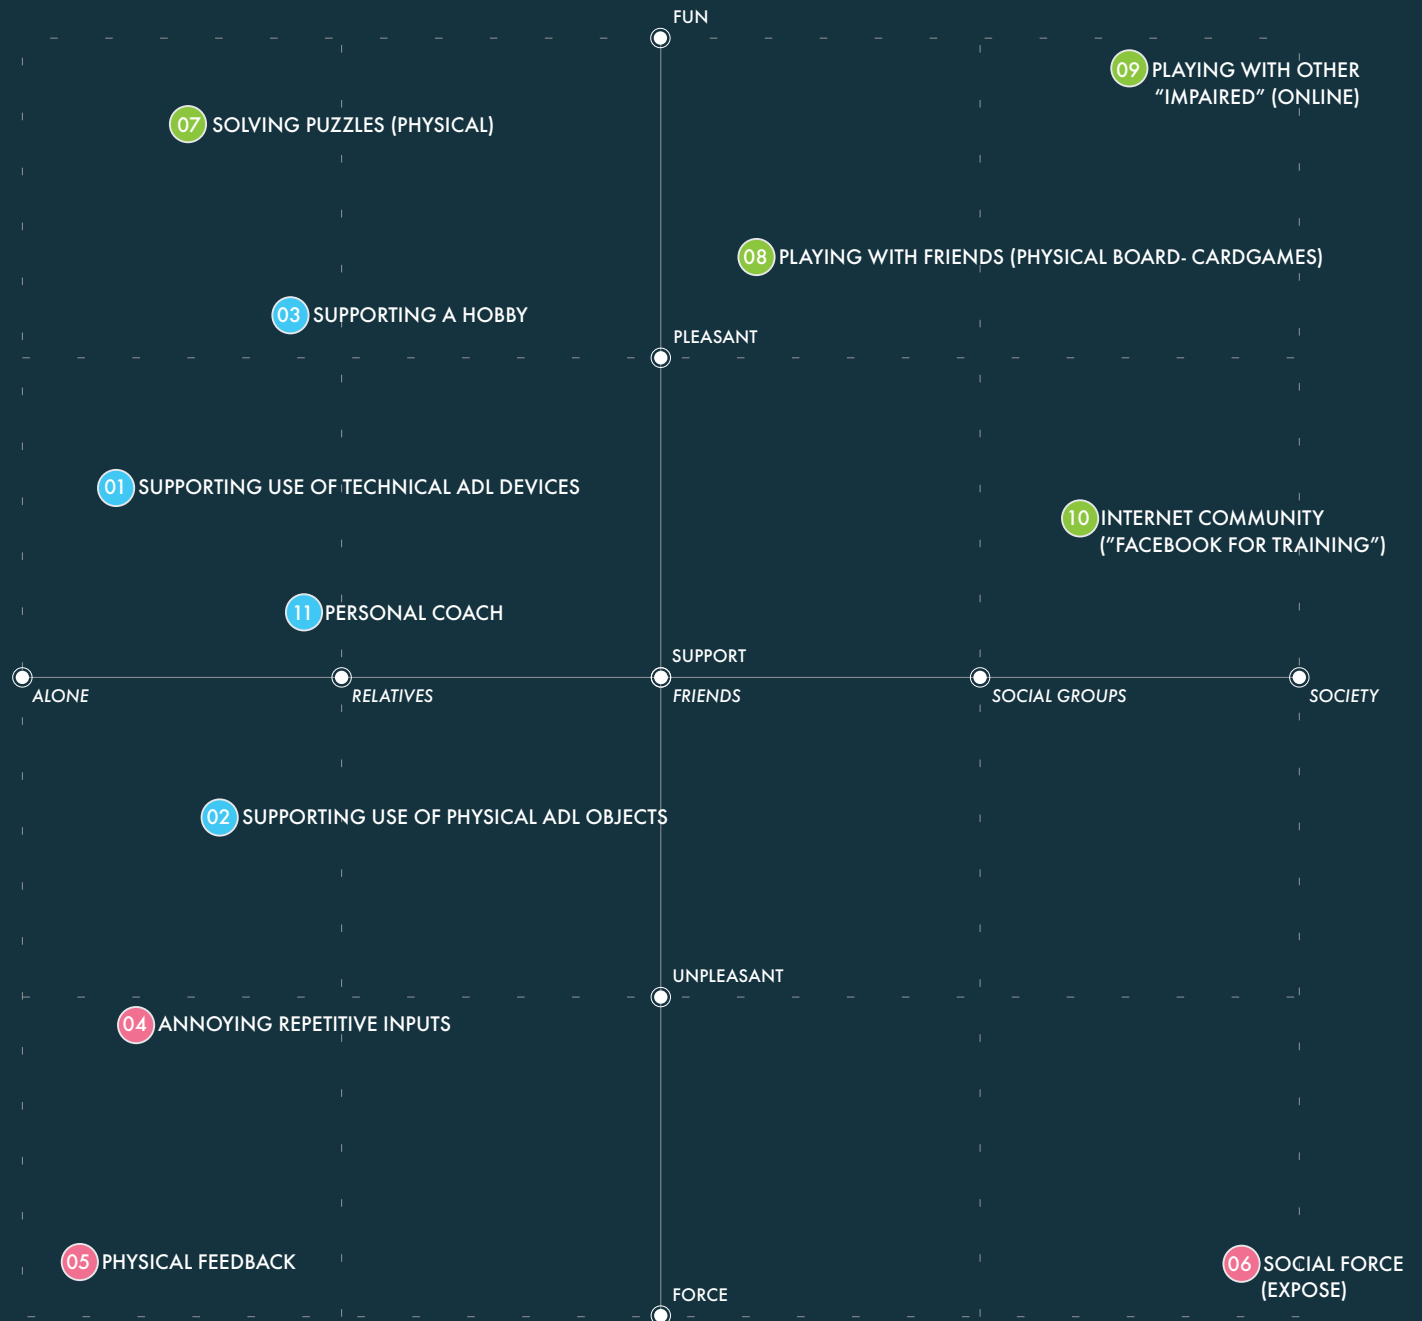 FUN
09 PLAYING WITH OTHER
“IMPAIRED” (ONLINE)
07 SOLVING PUZZLES (PHYSICAL)
08 PLAYING WITH FRIENDS (PHYSICAL BOARD- CARDGAMES)
03 SUPPORTING A HOBBY
PLEASANT
01 SUPPORTING USE OF TECHNICAL ADL DEVICES
10 INTERNET COMMUNITY
(”FACEBOOK FOR TRAINING”)
11 PERSONAL COACH
SUPPORT
ALONE
RELATIVES
FRIENDS
SOCIAL GROUPS
SOCIETY
02 SUPPORTING USE OF PHYSICAL ADL OBJECTS
UNPLEASANT
04 ANNOYING REPETITIVE INPUTS
05 PHYSICAL FEEDBACK
06 SOCIAL FORCE
(EXPOSE)
FORCE